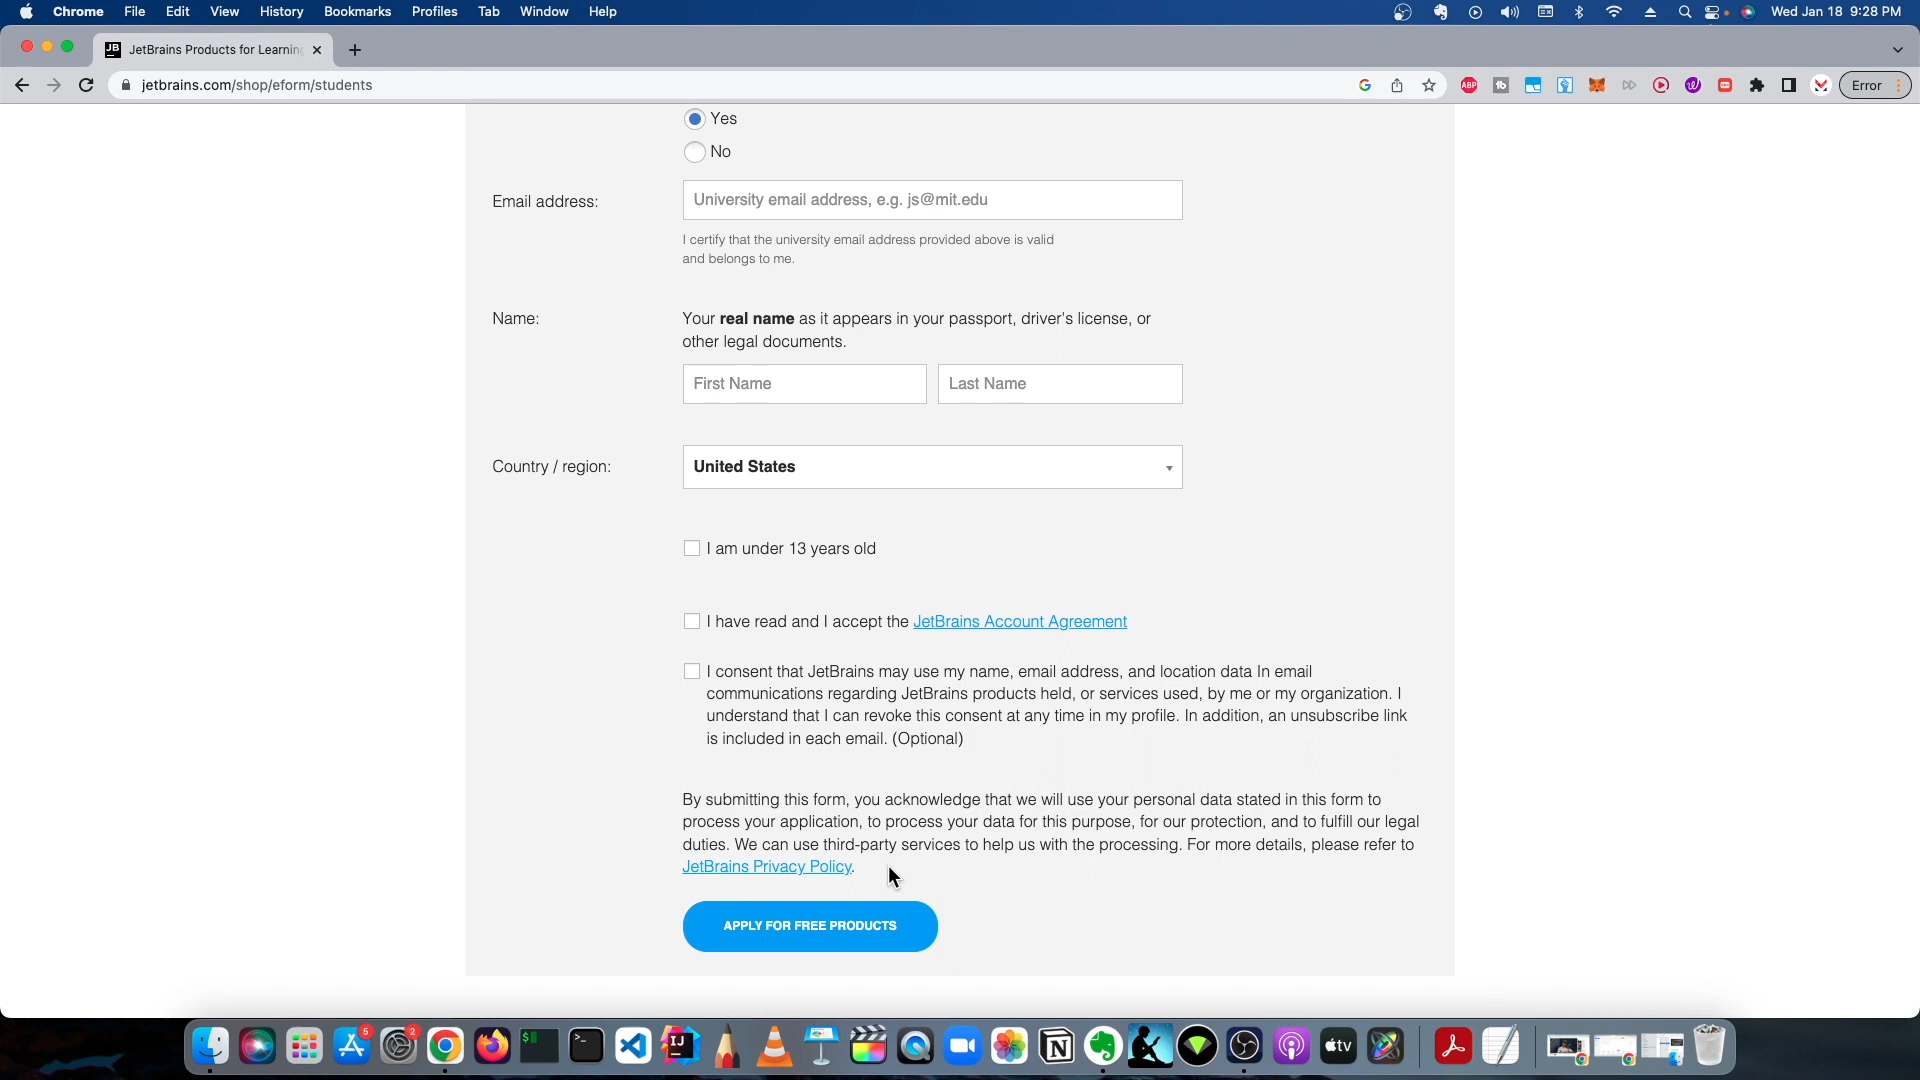 Chrome File Edit View History Bookmarks Profiles Tab Window Help Wed Jan 18 9:28 PM
JB JetBrains Products for Learning
jetbrains.com/shop/eform/students ABP tb Error
Yes
No
Email address: University email address, e.g. js@mit.edu
I certify that the university email address provided above is valid
and belongs to me.
Name: Your real name as it appears in your passport, driver's license, or
other legal documents.
First Name Last Name
Country / region: United States
I am under 13 years old
I have read and I accept the JetBrains Account Agreement
I consent that JetBrains may use my name, email address, and location data In email
communications regarding JetBrains products held, or services used, by me or my organization. I
understand that I can revoke this consent at any time in my profile. In addition, an unsubscribe link
is included in each email. (Optional)
By submitting this form, you acknowledge that we will use your personal data stated in this form to
process your application, to process your data for this purpose, for our protection, and to fulfill our legal
duties. We can use third-party services to help us with the processing. For more details, please refer to
JetBrains Privacy Policy.
APPLY FOR FREE PRODUCTS
5 2 $ >_ IJ N tv